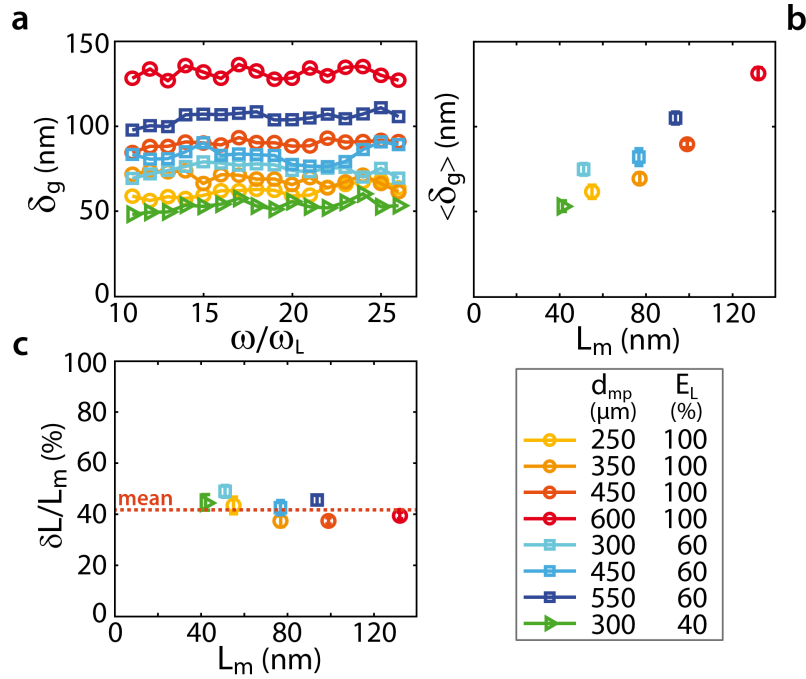 a
b
150
100
50
0
δg (nm)
10
15
20
25
ω/ωL
<δg> (nm)
0
40
80
120
Lm (nm)
c
100
80
60
40
20
0
δL/Lm (%)
mean
0
40
80
120
Lm (nm)
dmp EL
(μm) (%)
250 100
350 100
450 100
600 100
300 60
450 60
550 60
300 40